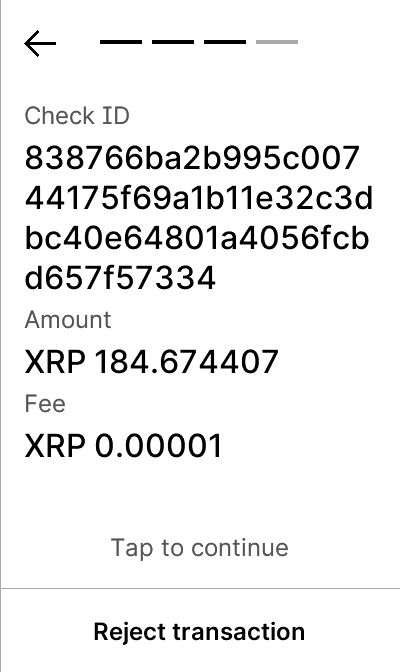 Check ID
838766ba2b995c007
44175f69a1b11e32c3d
bc40e64801a4056fcb
d657f57334
Amount
XRP 184.674407
Fee
XRP 0.00001
Tap to continue
Reject transaction